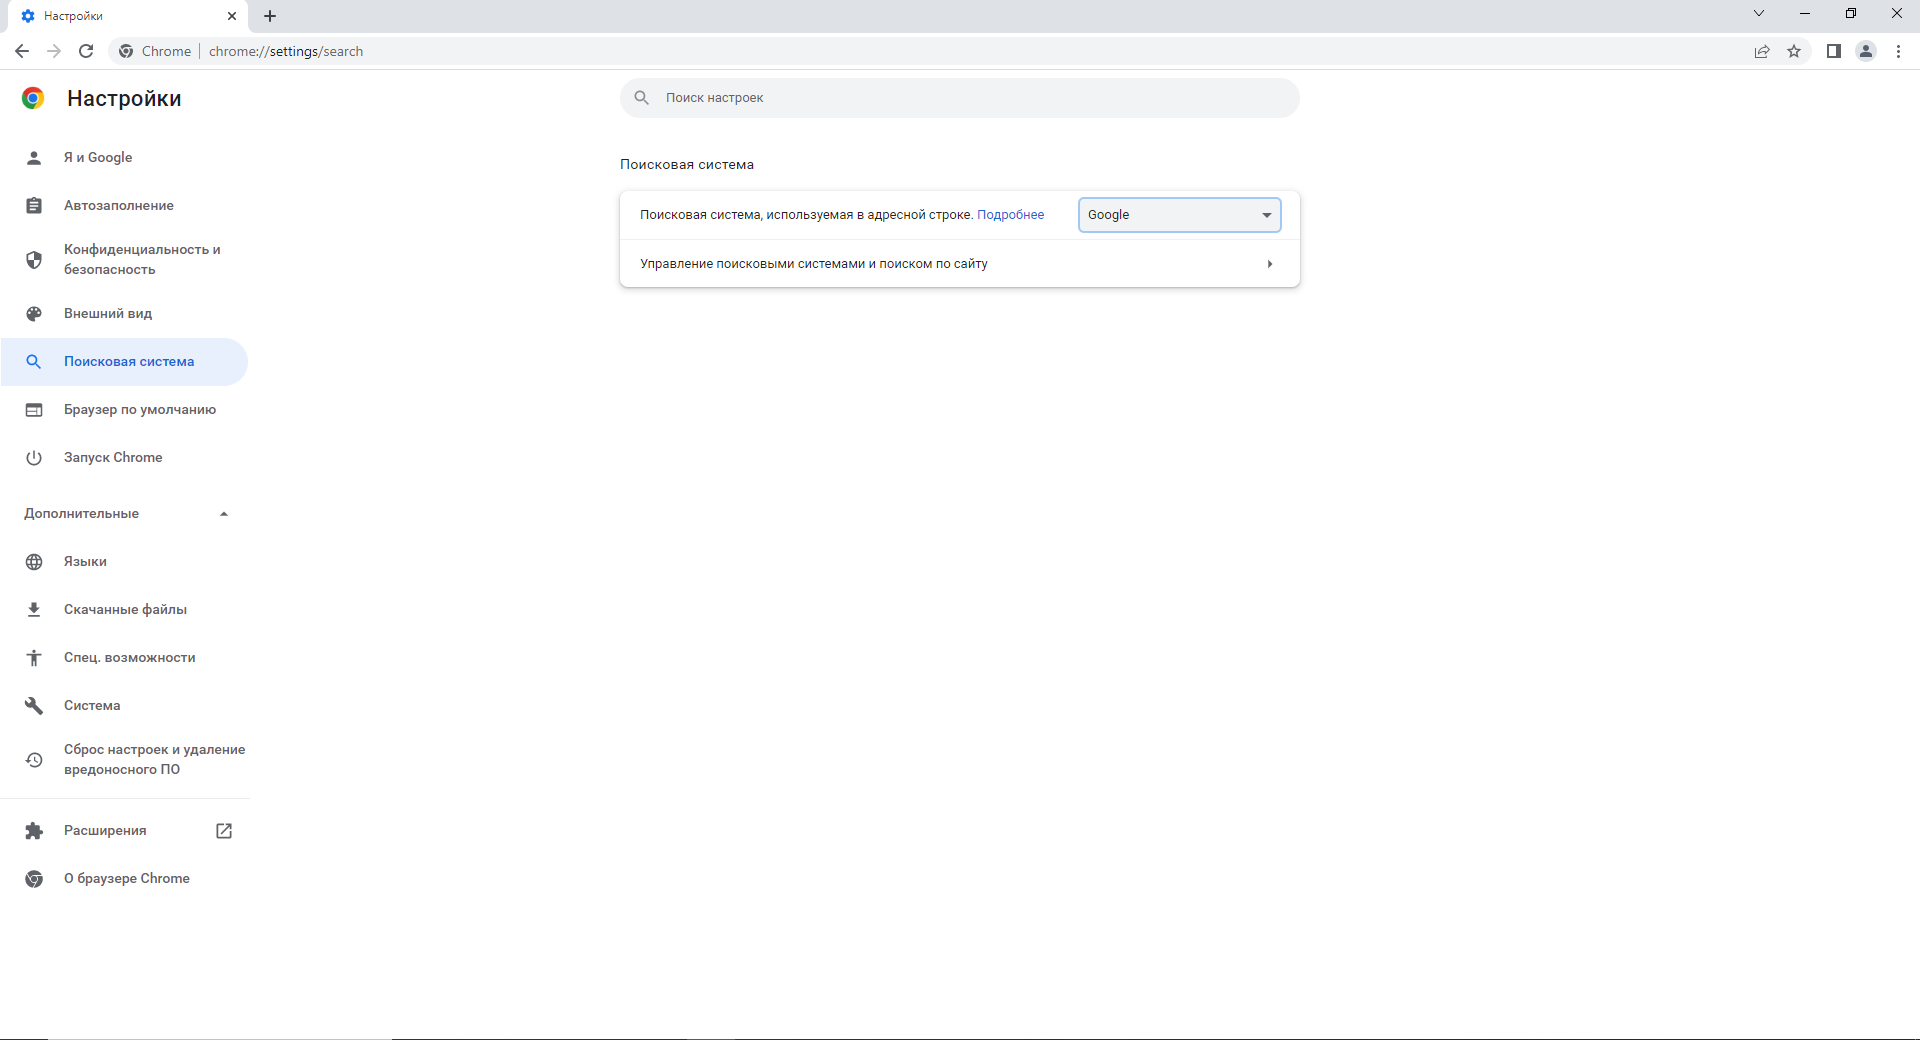 Настройки
Chrome
chrome://settings/search
Настройки
Поиск настроек
Я и Google
Автозаполнение
Конфиденциальность и
безопасность
Внешний вид
Поисковая система
Браузер по умолчанию
Запуск Chrome
Дополнительные
Языки
Скачанные файлы
Спец. возможности
Система
Сброс настроек и удаление
вредоносного ПО
Расширения
О браузере Chrome
Поисковая система
Поисковая система, используемая в адресной строке. Подробнее
Google
Управление поисковыми системами и поиском по сайту